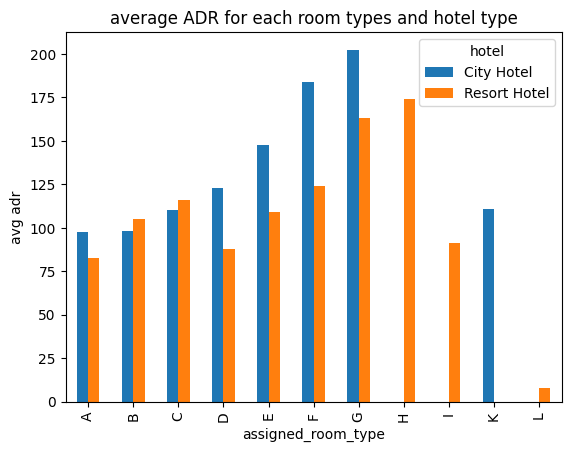 average ADR for each room types and hotel type
hotel
City Hotel
Resort Hotel
avg adr
200
175
150
125
100
75
50
25
0
A B C D E F G H I K L
assigned_room_type